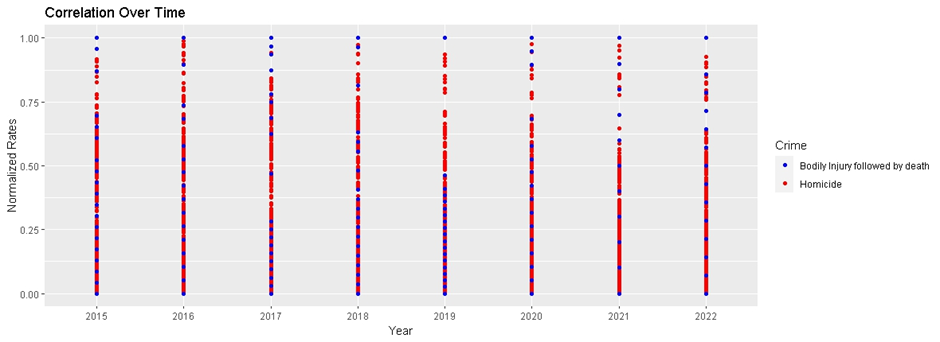 Correlation Over Time
1.00
0.75
0.50
0.25
0.00
Normalized Rates
2015 2016 2017 2018 2019 2020 2021 2022
Year
Crime
Bodily Injury followed by death
Homicide